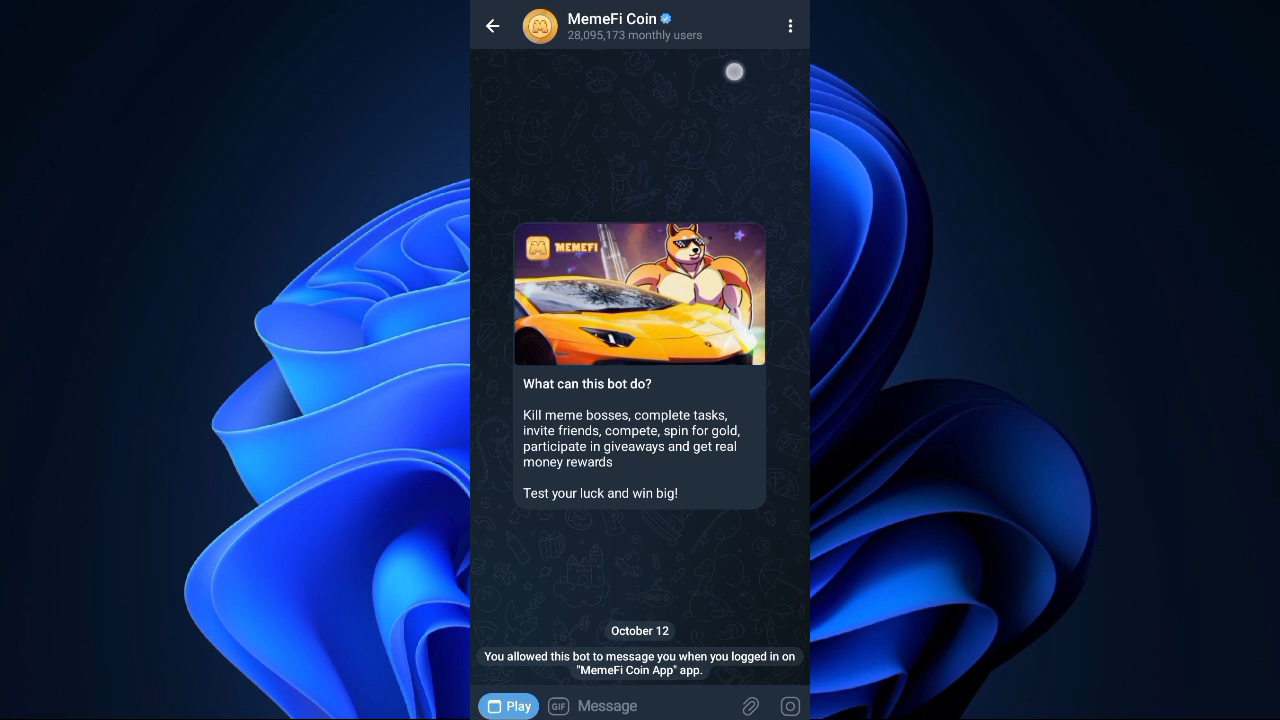 MemeFi Coin
28,095,173 monthly users
MEMEFI
What can this bot do?
Kill meme bosses, complete tasks,
invite friends, compete, spin for gold,
participate in giveaways and get real
money rewards
Test your luck and win big!
October 12
You allowed this bot to message you when you logged in on
"MemeFi Coin App" app.
Play
GIF
Message